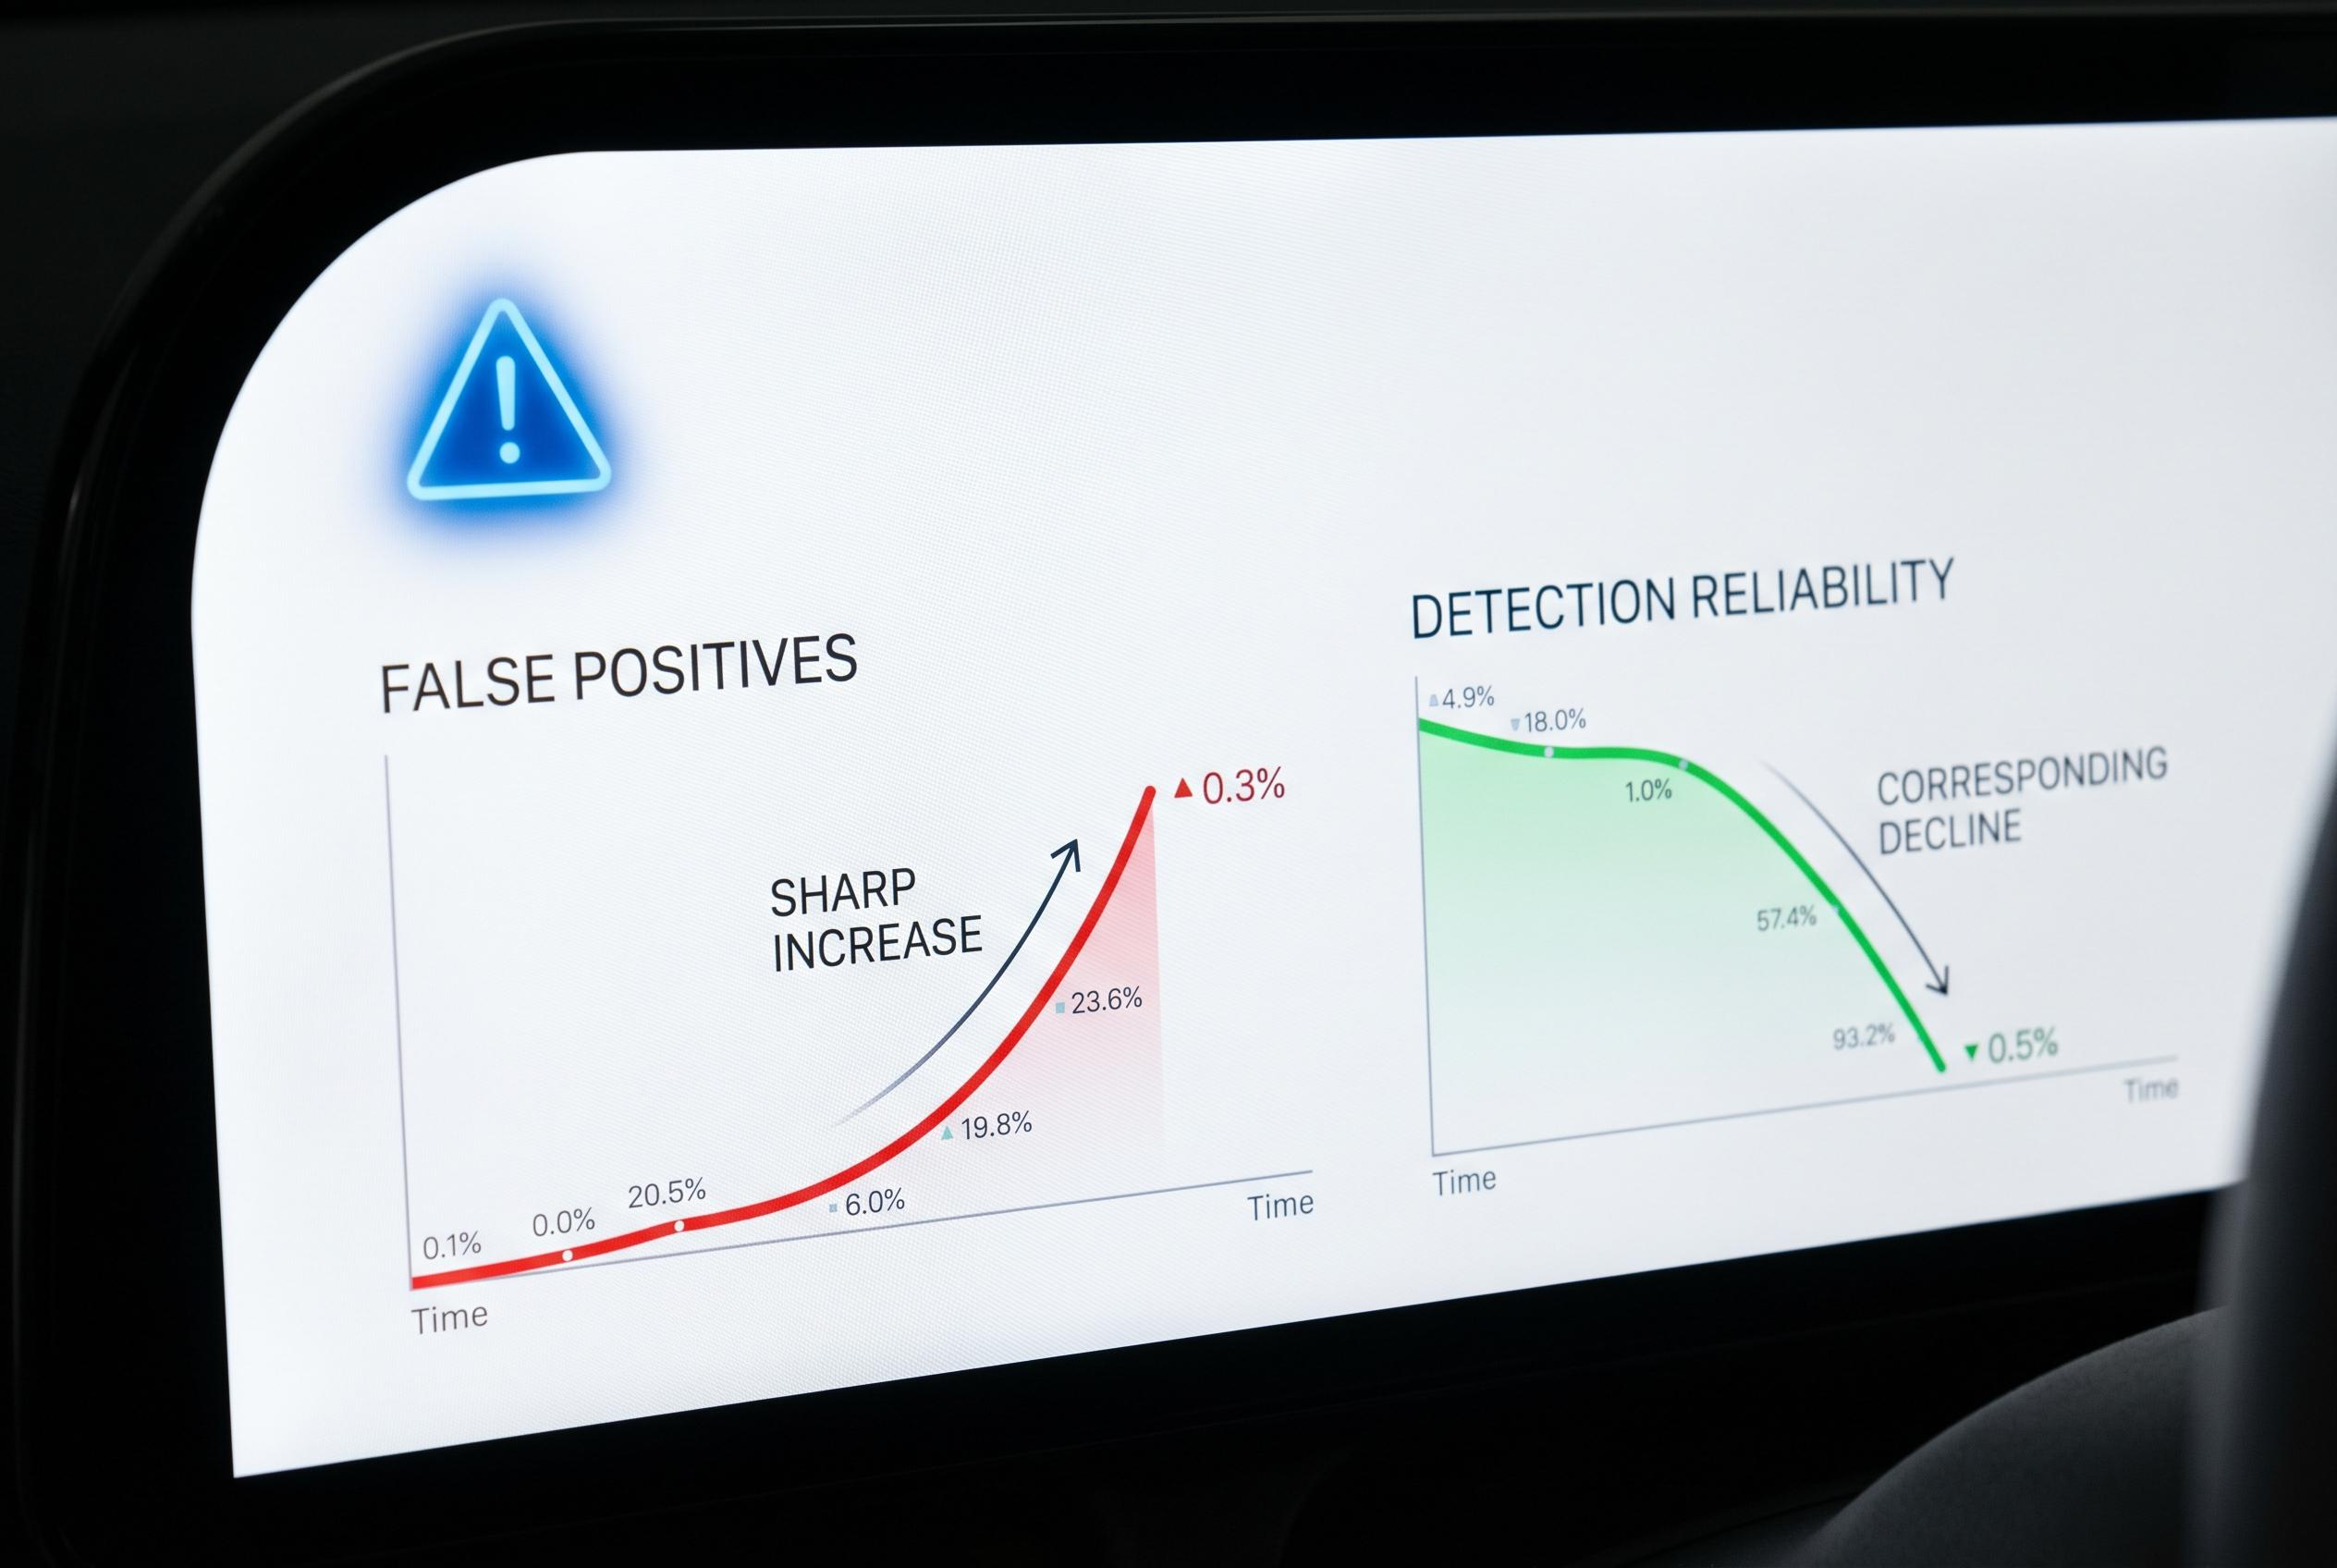 !
FALSE POSITIVES
▲ 0.3%
SHARP
INCREASE
23.6%
19.8%
20.5%
6.0%
0.0%
0.1%
Time
Time
DETECTION RELIABILITY
4.9%
18.0%
1.0%
CORRESPONDING
DECLINE
57.4%
93.2%
▼ 0.5%
Time
Time